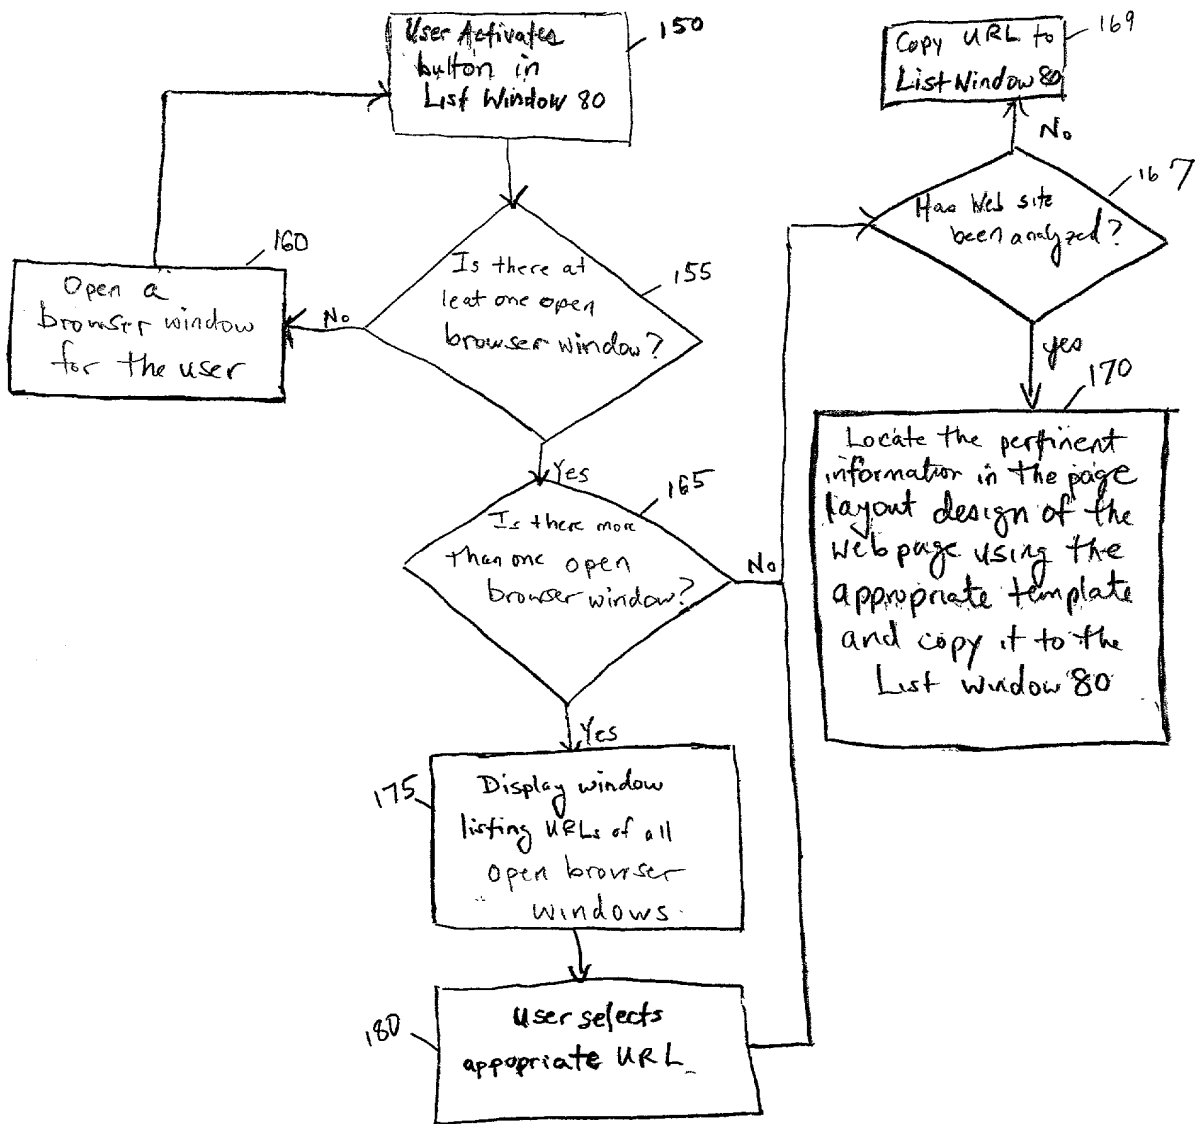 User Activates
button in
List Window 80
150
Copy URL to
List Window 80
169
No
Has Web site
been analyzed?
167
yes
160
Open a
browser window
for the user
No
Is there at
leat one open
browser window?
155
Yes
Is there more
than one open
browser window?
165
No
170
Locate the pertinent
information in the page
layout design of the
webpage using the
appropriate template
and copy it to the
List window 80
Yes
175
Display window
listing URLs of all
open browser
windows.
180
User selects
appopriate URL